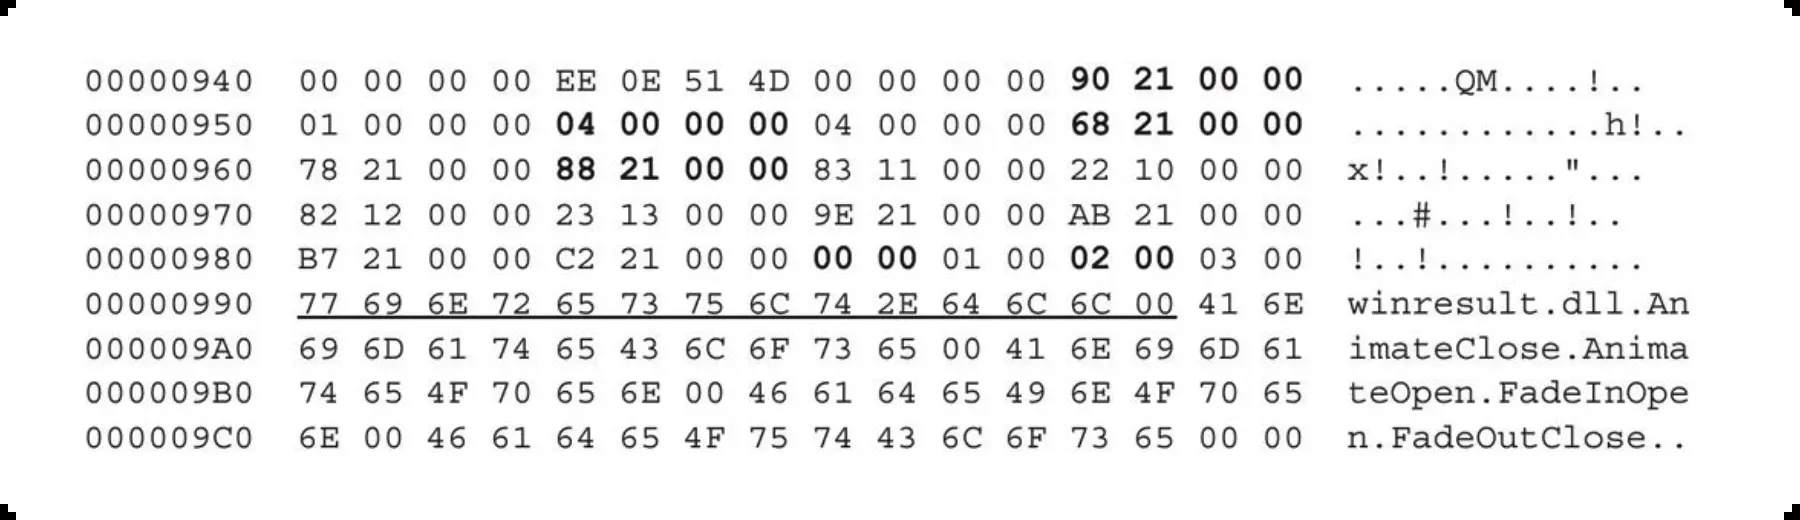 00000940 00 00 00 00 EE 0E 51 4D 00 00 00 00 90 21 00 00 .....QM....!..
00000950 01 00 00 00 04 00 00 00 04 00 00 00 68 21 00 00 ............h!..
00000960 78 21 00 00 88 21 00 00 83 11 00 00 22 10 00 00 x!..!....."...
00000970 82 12 00 00 23 13 00 00 9E 21 00 00 AB 21 00 00 ...#...!..!..
00000980 B7 21 00 00 C2 21 00 00 00 00 01 00 02 00 03 00 !..!..........
00000990 77 69 6E 72 65 73 75 6C 74 2E 64 6C 6C 00 41 6E winresult.dll.An
000009A0 69 6D 61 74 65 43 6C 6F 73 65 00 41 6E 69 6D 61 imateClose.Anima
000009B0 74 65 4F 70 65 6E 00 46 61 64 65 49 6E 4F 70 65 teOpen.FadeInOpe
000009C0 6E 00 46 61 64 65 4F 75 74 43 6C 6F 73 65 00 00 n.FadeOutClose..